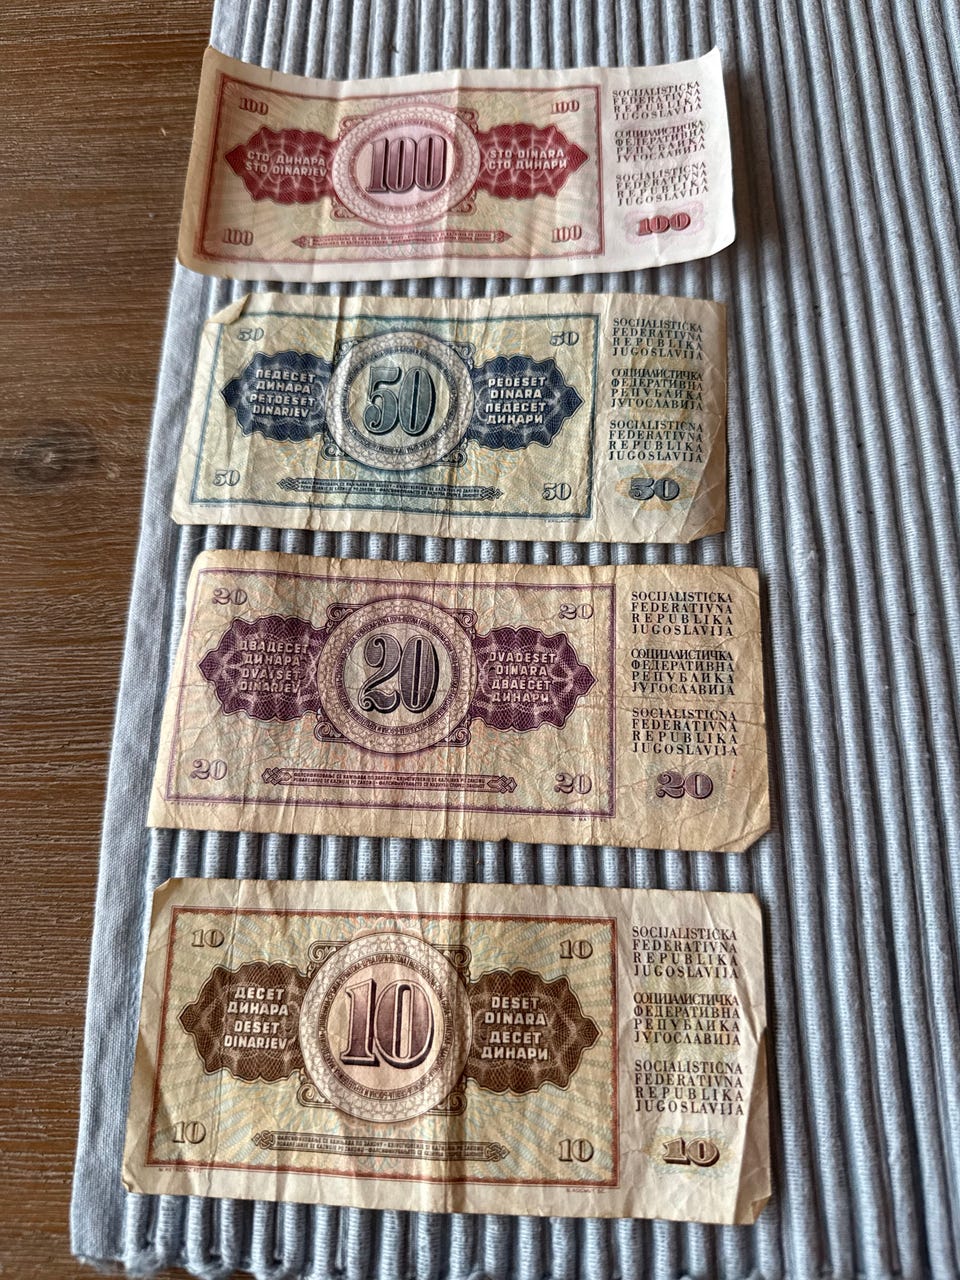 100
100
СТО ДИНАРА
STO DINARJEV
100
STO DINARA
СТО ДИНАРИ
100
100
SOCIJALISTIČKA
FEDERATIVNA
REPUBLIKA
JUGOSLAVIJA
СОЦИЈАЛИСТИЧКА
ФЕДЕРАТИВНА
РЕПУБЛИКА
ЈУГОСЛАВИЈА
SOCIALISTIČNA
FEDERATIVNA
REPUBLIKA
JUGOSLAVIJA
100
50
50
ПЕДЕСЕТ
ДИНАРА
PETDESET
DINARJEV
50
PEDESET
DINARA
ПЕДЕСЕТ
ДИНАРИ
50
50
SOCIJALISTIČKA
FEDERATIVNA
REPUBLIKA
JUGOSLAVIJA
СОЦИЈАЛИСТИЧКА
ФЕДЕРАТИВНА
РЕПУБЛИКА
ЈУГОСЛАВИЈА
SOCIALISTIČNA
FEDERATIVNA
REPUBLIKA
JUGOSLAVIJA
50
20
20
ДВАДЕСЕТ
ДИНАРА
DVAJSET
DINARJEV
20
DVADESET
DINARA
ДВАЕСЕТ
ДИНАРИ
20
20
SOCIJALISTIČKA
FEDERATIVNA
REPUBLIKA
JUGOSLAVIJA
СОЦИЈАЛИСТИЧКА
ФЕДЕРАТИВНА
РЕПУБЛИКА
ЈУГОСЛАВИЈА
SOCIALISTIČNA
FEDERATIVNA
REPUBLIKA
JUGOSLAVIJA
20
10
10
ДЕСЕТ
ДИНАРА
DESET
DINARJEV
10
DESET
DINARA
ДЕСЕТ
ДИНАРИ
10
10
SOCIJALISTIČKA
FEDERATIVNA
REPUBLIKA
JUGOSLAVIJA
СОЦИЈАЛИСТИЧКА
ФЕДЕРАТИВНА
РЕПУБЛИКА
ЈУГОСЛАВИЈА
SOCIALISTIČNA
FEDERATIVNA
REPUBLIKA
JUGOSLAVIJA
10